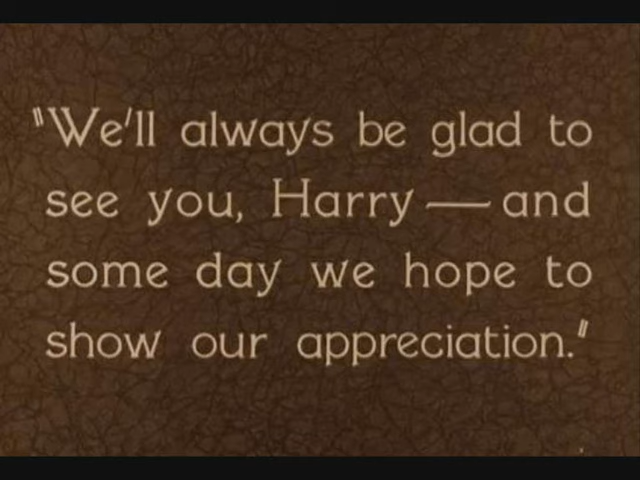 "We'll always be glad to
see you, Harry — and
some day we hope to
show our appreciation."